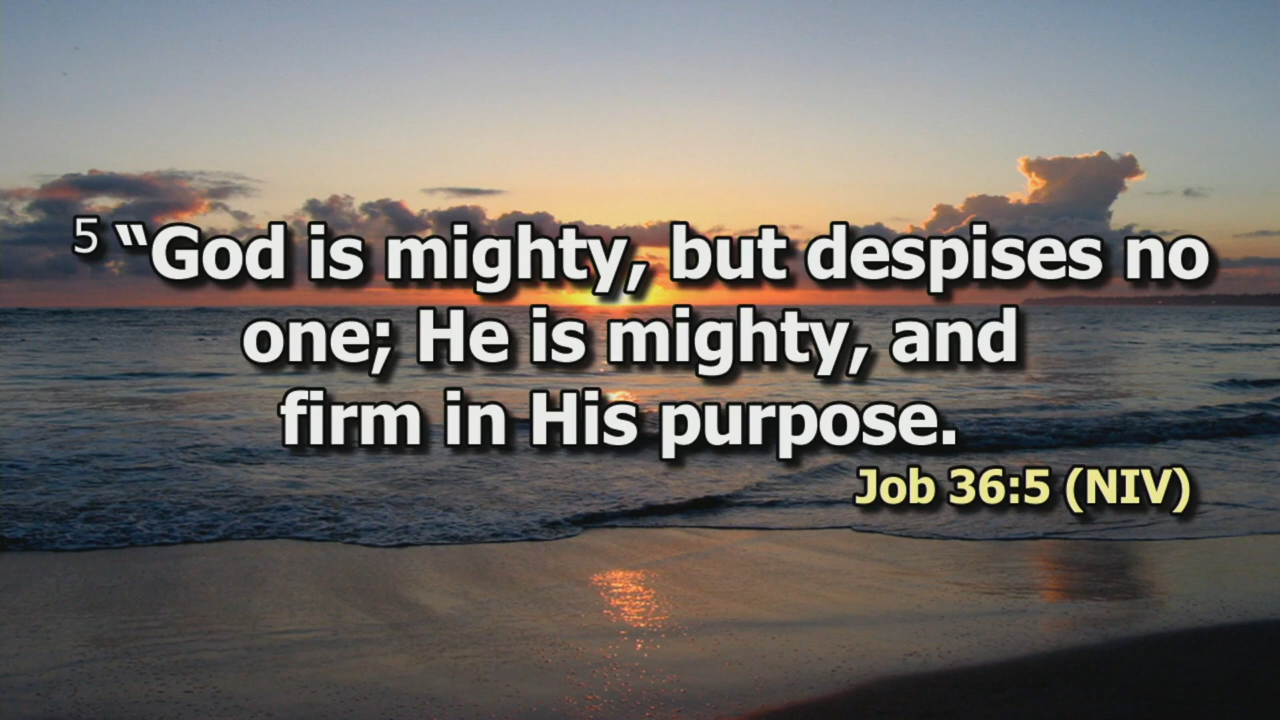 5 “God is mighty, but despises no
one; He is mighty, and
firm in His purpose.
Job 36:5 (NIV)